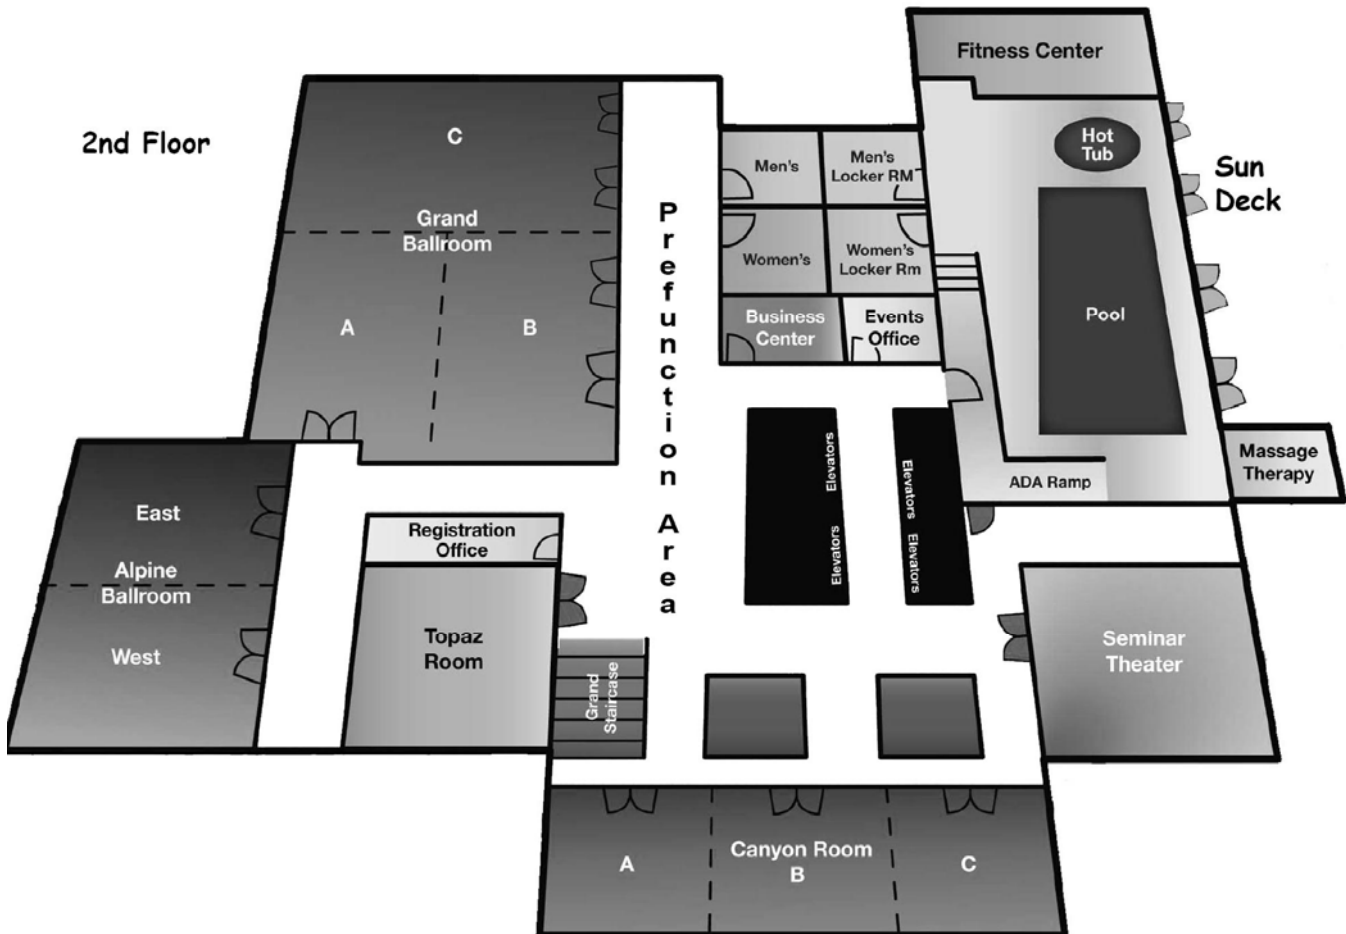 2nd Floor
Fitness Center
Hot
Tub
Sun
Deck
Pool
Massage
Therapy
ADA Ramp
Men's
Men's
Locker RM
Women's
Women's
Locker Rm
Business
Center
Events
Office
C
Grand
Ballroom
A
B
Prefunction Area
Elevators
Elevators
Elevators
Elevators
East
Alpine
Ballroom
West
Registration
Office
Topaz
Room
Grand
Staircase
Seminar
Theater
Canyon Room
A
B
C